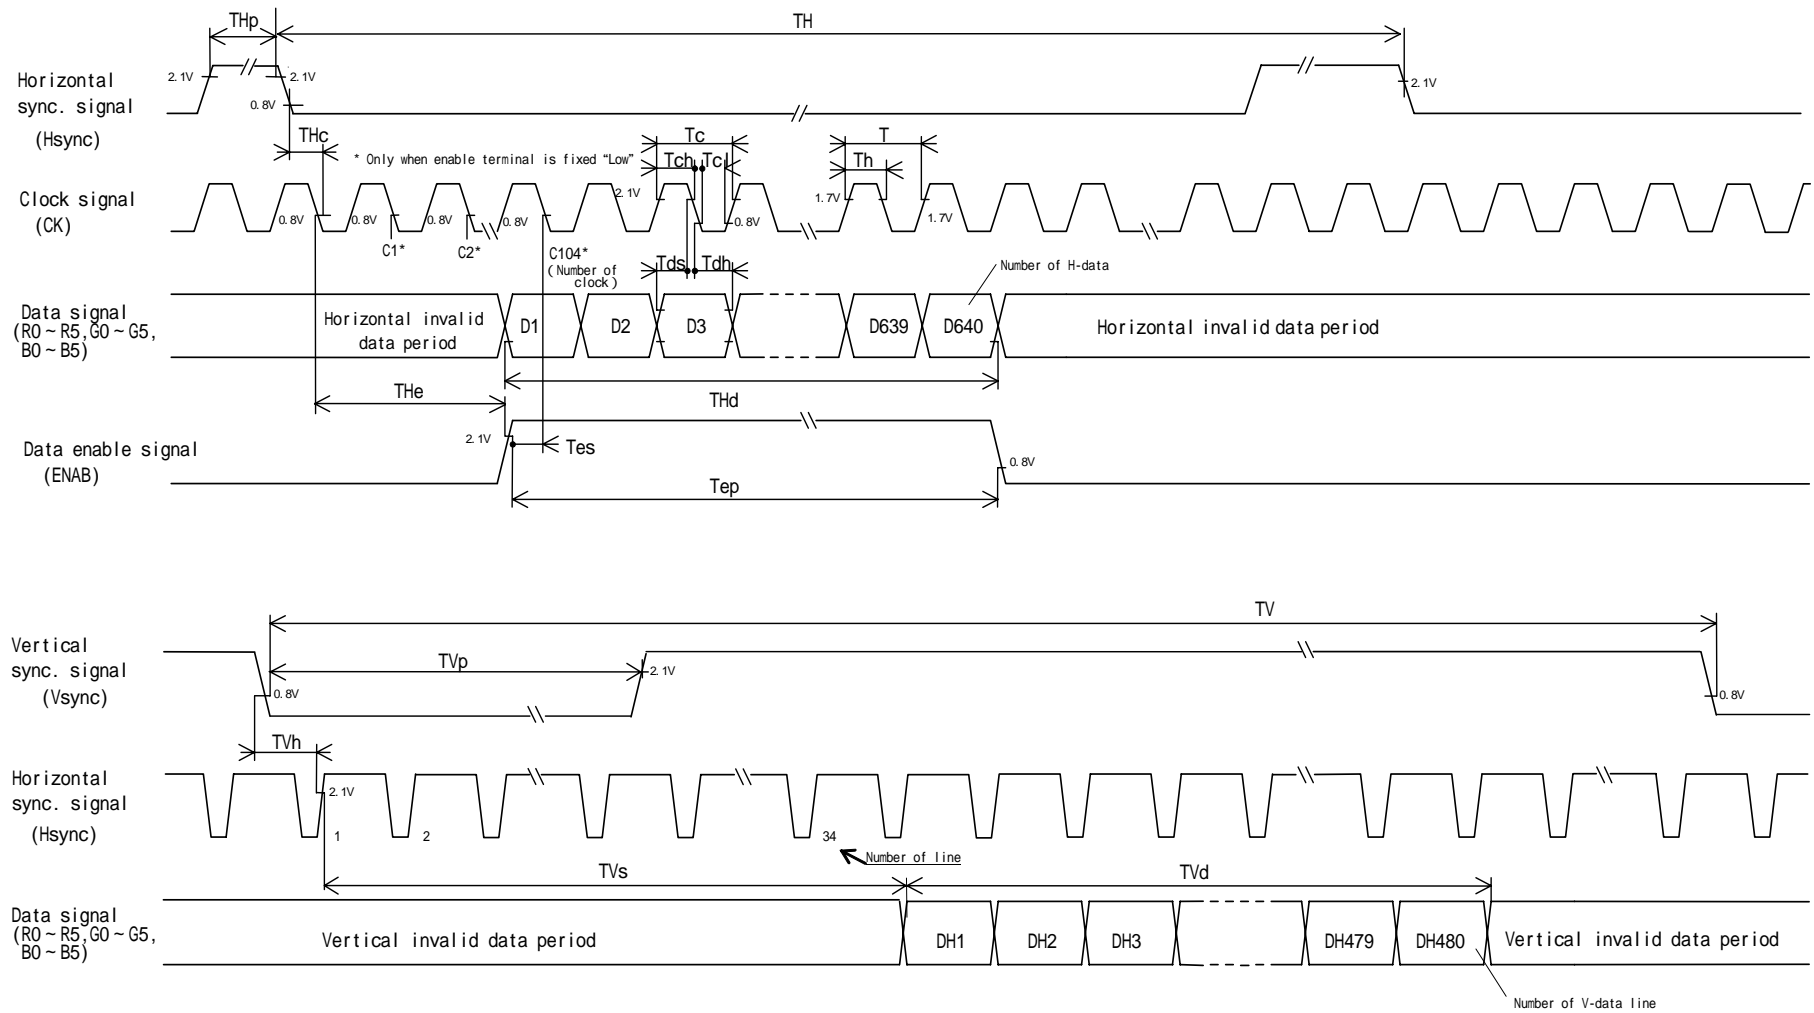 THp
TH
Horizontal
sync. signal
(Hsync)
2.1V
2.1V
0.8V
2.1V
THc
* Only when enable terminal is fixed “Low”
Tc
Tch
Tcl
T
Th
Clock signal
(CK)
0.8V
0.8V
0.8V
0.8V
2.1V
0.8V
1.7V
1.7V
C1*
C2*
C104*
(Number of
clock)
Tds
Tdh
Number of H-data
Data signal
(R0~R5,G0~G5,
B0~B5)
Horizontal invalid
data period
D1
D2
D3
D639
D640
Horizontal invalid data period
THe
THd
Data enable signal
(ENAB)
2.1V
Tes
0.8V
Tep
TV
Vertical
sync. signal
(Vsync)
TVp
0.8V
2.1V
0.8V
TVh
Horizontal
sync. signal
(Hsync)
2.1V
1
2
34
Number of line
TVs
TVd
Data signal
(R0~R5,G0~G5,
B0~B5)
Vertical invalid data period
DH1
DH2
DH3
DH479
DH480
Vertical invalid data period
Number of V-data line